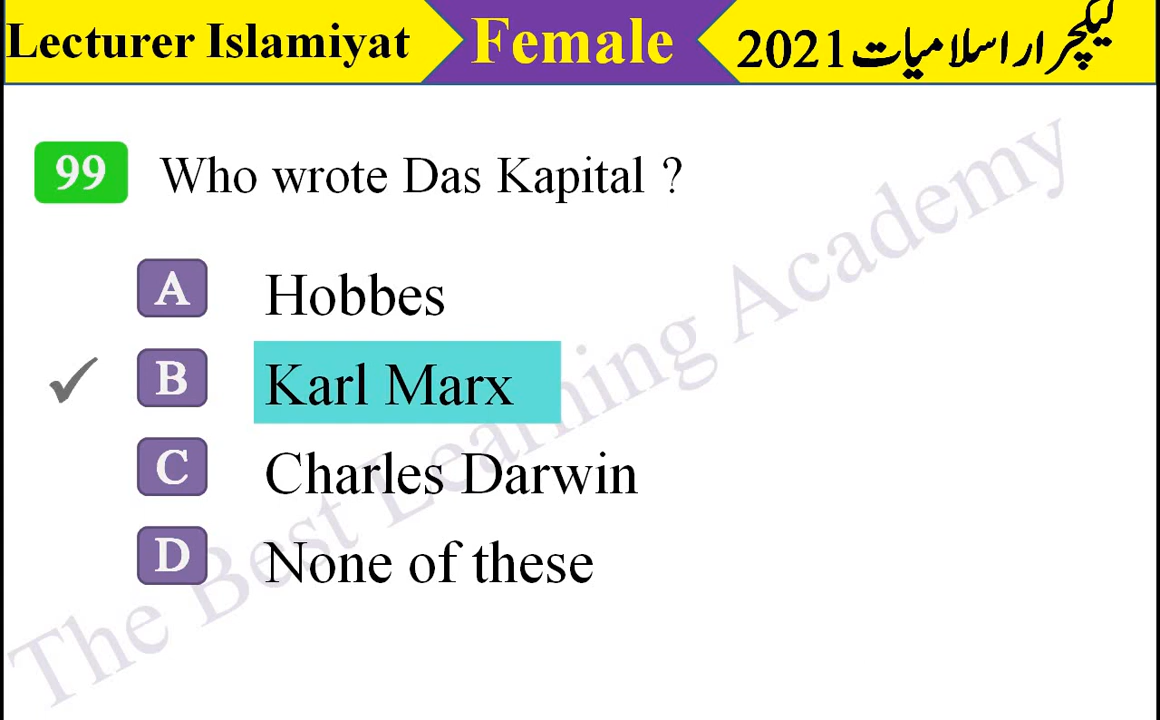 Lecturer Islamiyat Female لیکچرار اسلامیات 2021
99 Who wrote Das Kapital ?
A Hobbes
✓ B Karl Marx
C Charles Darwin
D None of these
The Best Learning Academy